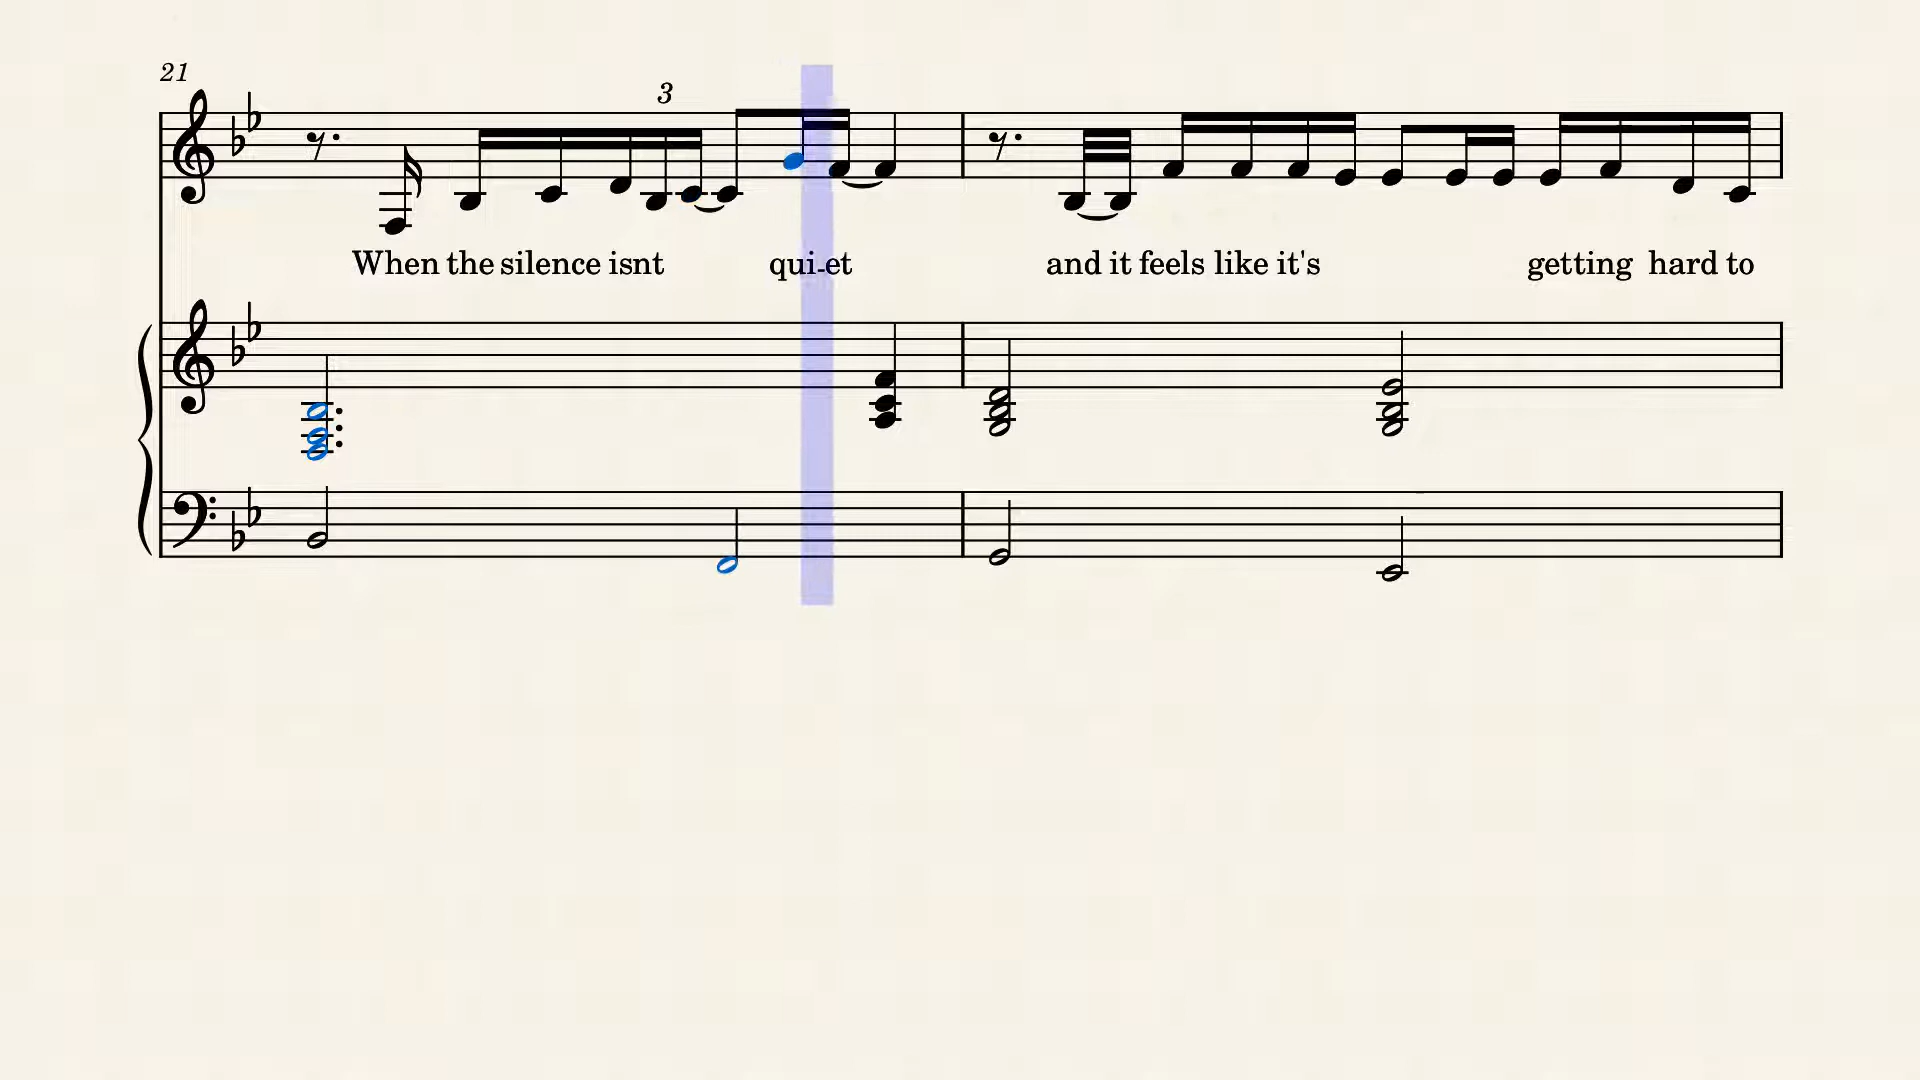 21
3
When the silence isnt qui-et and it feels like it's getting hard to